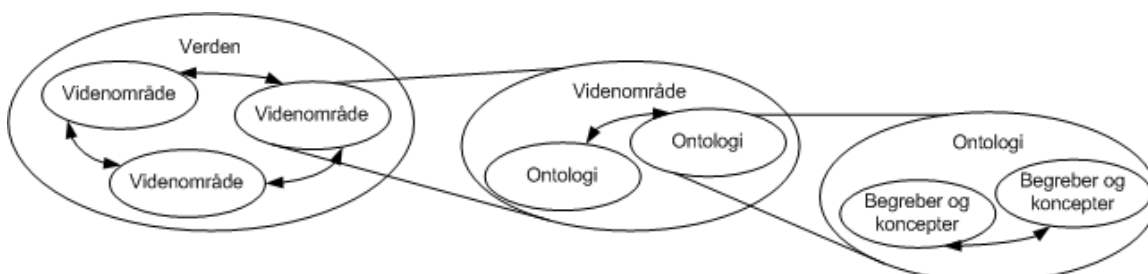 Verden
Videnområde
Videnområde
Videnområde
Videnområde
Ontologi
Ontologi
Ontologi
Begreber og
koncepter
Begreber og
koncepter